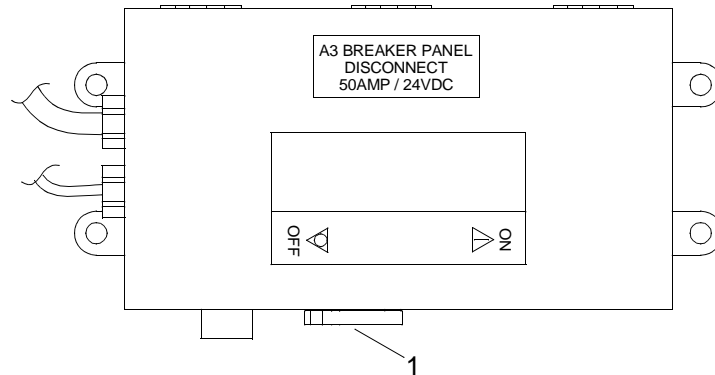 A3 BREAKER PANEL
DISCONNECT
50AMP / 24VDC
OFF
ON
1